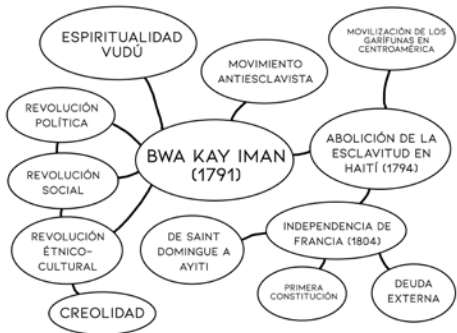 ESPIRITUALIDAD
VUDÚ
MOVIMIENTO
ANTIESCLAVISTA
MOVILIZACIÓN DE LOS
GARÍFUNAS EN
CENTROAMÉRICA
REVOLUCIÓN
POLÍTICA
REVOLUCIÓN
SOCIAL
REVOLUCIÓN
ÉTNICO-
CULTURAL
CREOLIDAD
BWA KAY IMAN
(1791)
ABOLICIÓN DE LA
ESCLAVITUD EN
HAITÍ (1794)
INDEPENDENCIA DE
FRANCIA (1804)
DE SAINT
DOMINGUE A
AYITI
PRIMERA
CONSTITUCIÓN
DEUDA
EXTERNA